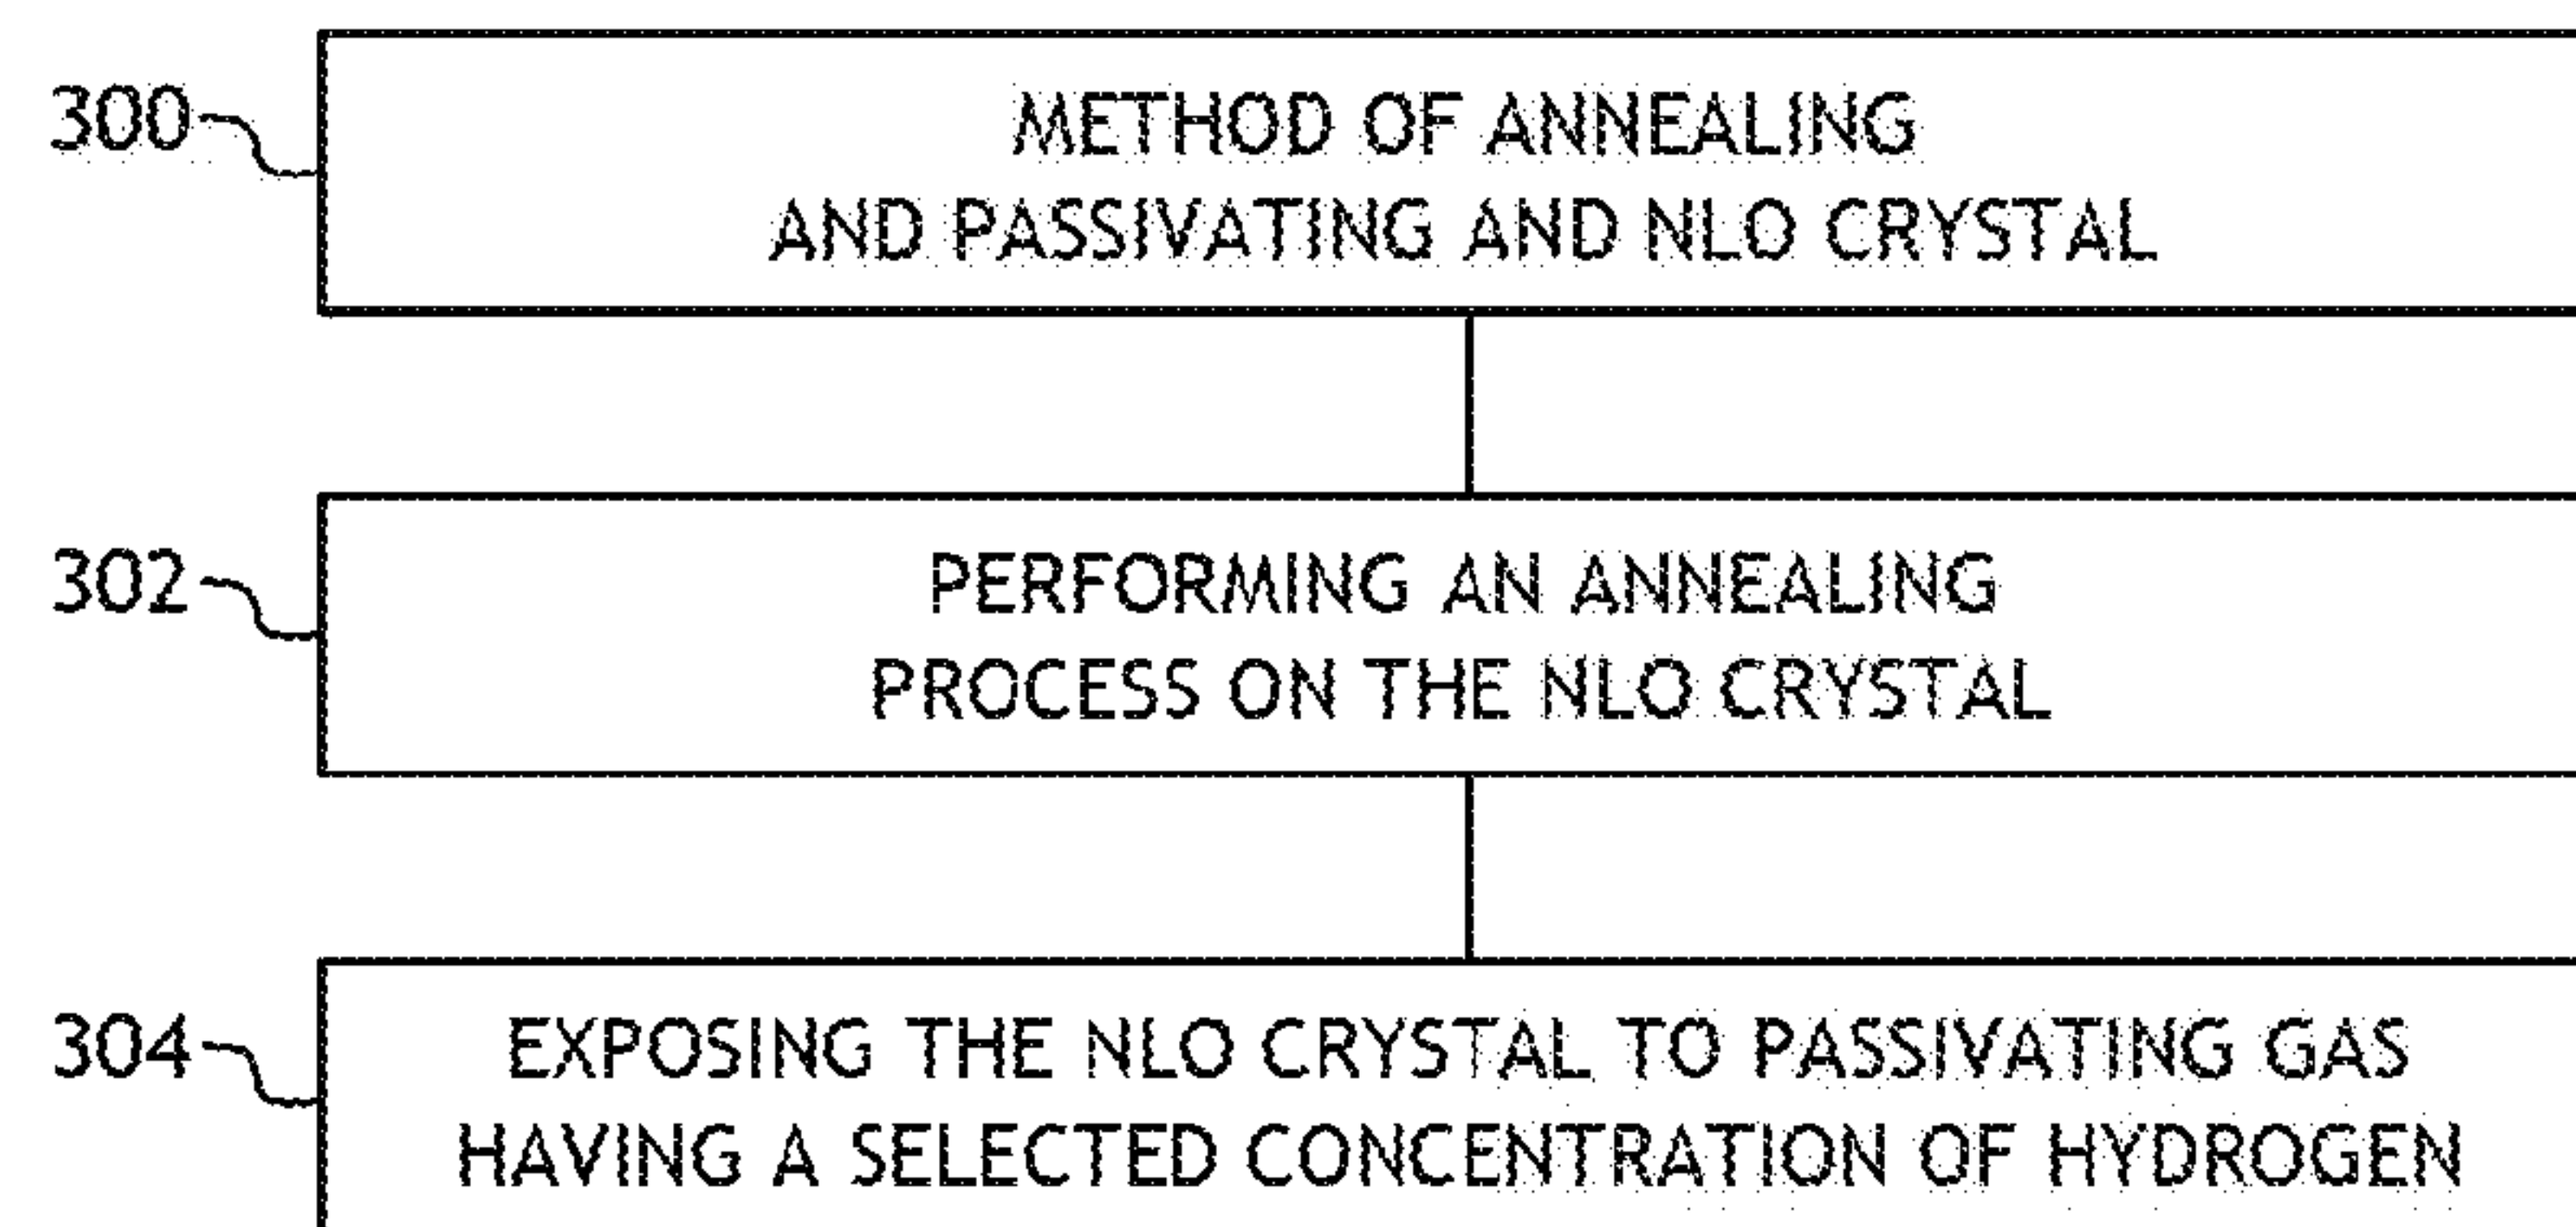 300
METHOD OF ANNEALING
AND PASSIVATING AND NLO CRYSTAL
302
PERFORMING AN ANNEALING
PROCESS ON THE NLO CRYSTAL
304
EXPOSING THE NLO CRYSTAL TO PASSIVATING GAS
HAVING A SELECTED CONCENTRATION OF HYDROGEN